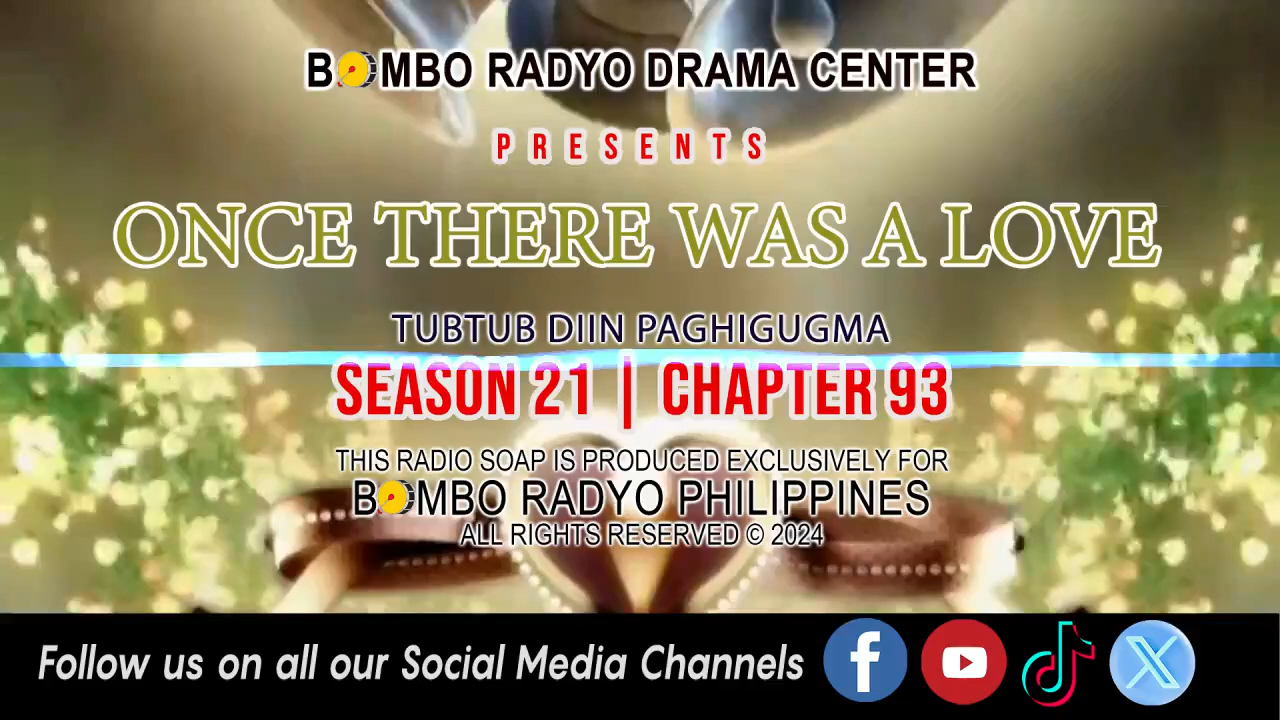 BOMBO RADYO DRAMA CENTER
PRESENTS
ONCE THERE WAS A LOVE
TUBTUB DIIN PAGHIGUGMA
SEASON 21 | CHAPTER 93
THIS RADIO SOAP IS PRODUCED EXCLUSIVELY FOR
BOMBO RADYO PHILIPPINES
ALL RIGHTS RESERVED © 2024
Follow us on all our Social Media Channels